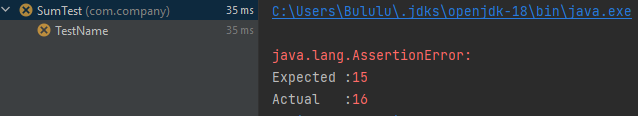 SumTest (com.company) 35 ms
TestName 35 ms
C:\Users\Bululu\.jdks\openjdk-18\bin\java.exe
java.lang.AssertionError:
Expected :15
Actual   :16